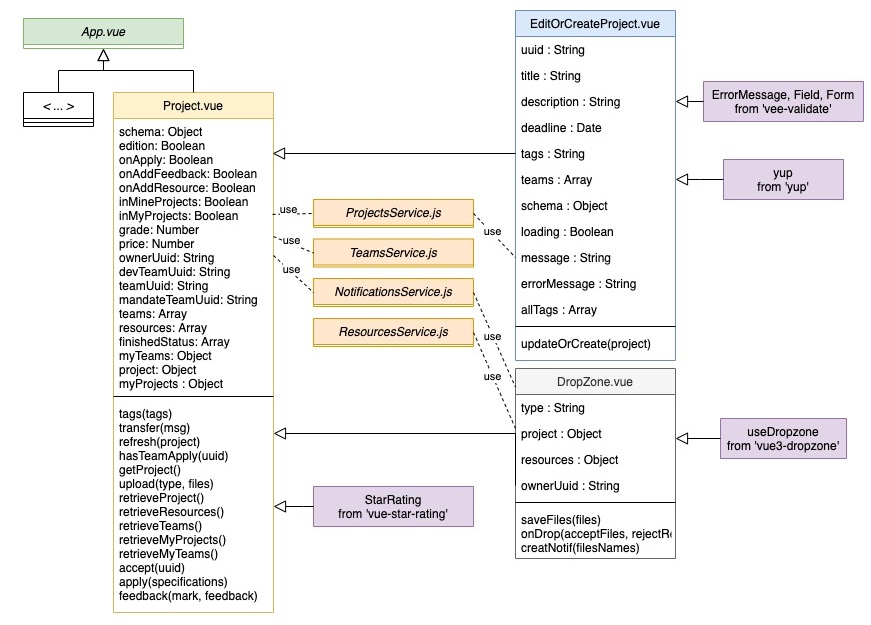 App.vue
< ... >
Project.vue
schema: Object
edition: Boolean
onApply: Boolean
onAddFeedback: Boolean
onAddResource: Boolean
inMineProjects: Boolean
inMyProjects: Boolean
grade: Number
price: Number
ownerUuid: String
devTeamUuid: String
teamUuid: String
mandateTeamUuid: String
teams: Array
resources: Array
finishedStatus: Array
myTeams: Object
project: Object
myProjects : Object
tags(tags)
transfer(msg)
refresh(project)
hasTeamApply(uuid)
getProject()
upload(type, files)
retrieveProject()
retrieveResources()
retrieveTeams()
retrieveMyProjects()
retrieveMyTeams()
accept(uuid)
apply(specifications)
feedback(mark, feedback)
use
use
use
ProjectsService.js
TeamsService.js
NotificationsService.js
ResourcesService.js
use
use
use
StarRating
from 'vue-star-rating'
EditOrCreateProject.vue
uuid : String
title : String
description : String
deadline : Date
tags : String
teams : Array
schema : Object
loading : Boolean
message : String
errorMessage : String
allTags : Array
updateOrCreate(project)
DropZone.vue
type : String
project : Object
resources : Object
ownerUuid : String
saveFiles(files)
onDrop(acceptFiles, rejectR
creatNotif(filesNames)
ErrorMessage, Field, Form
from 'vee-validate'
yup
from 'yup'
useDropzone
from 'vue3-dropzone'